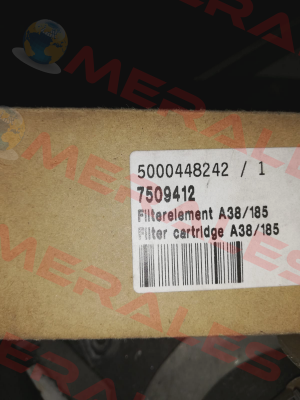 MERALES
5000448242 / 1
7509412
Filterelement A38/185
Filter cartridge A38/185